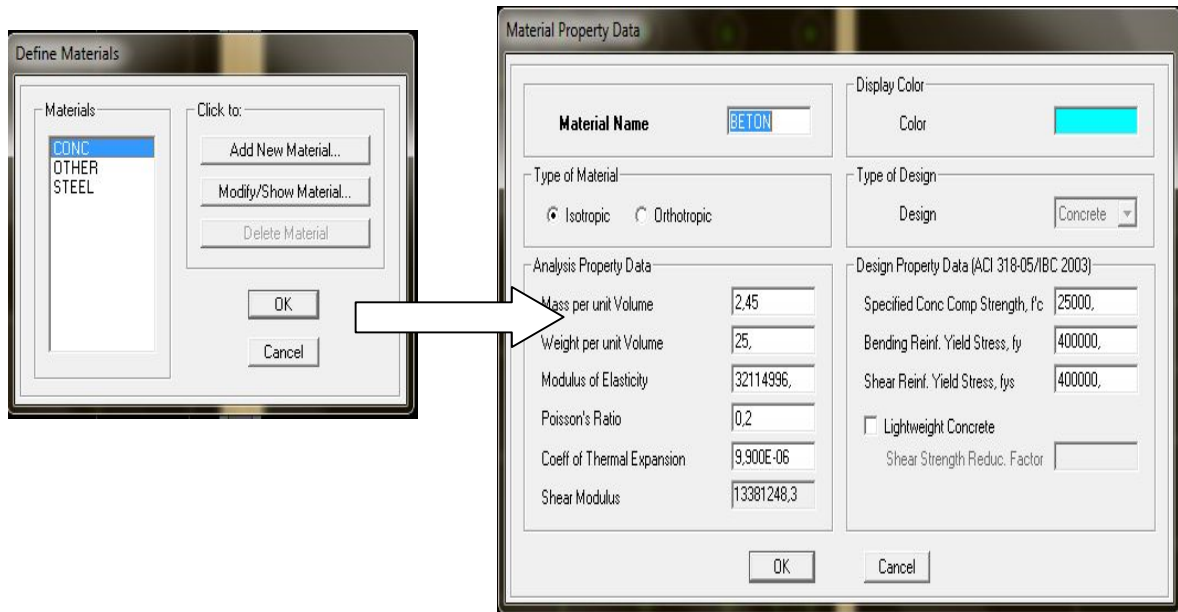 Define Materials
Materials
CONC
OTHER
STEEL
Click to:
Add New Material...
Modify/Show Material...
Delete Material
OK
Cancel
Material Property Data
Material Name
BETON
Display Color
Color
Type of Material
Isotropic
Orthotropic
Type of Design
Design
Concrete
Analysis Property Data
Mass per unit Volume
2,45
Weight per unit Volume
25,
Modulus of Elasticity
32114996,
Poisson's Ratio
0,2
Coeff of Thermal Expansion
9,900E-06
Shear Modulus
13381248,3
Design Property Data (ACI 318-05/IBC 2003)
Specified Conc Comp Strength, f'c
25000,
Bending Reinf. Yield Stress, fy
400000,
Shear Reinf. Yield Stress, fys
400000,
Lightweight Concrete
Shear Strength Reduc. Factor
OK
Cancel